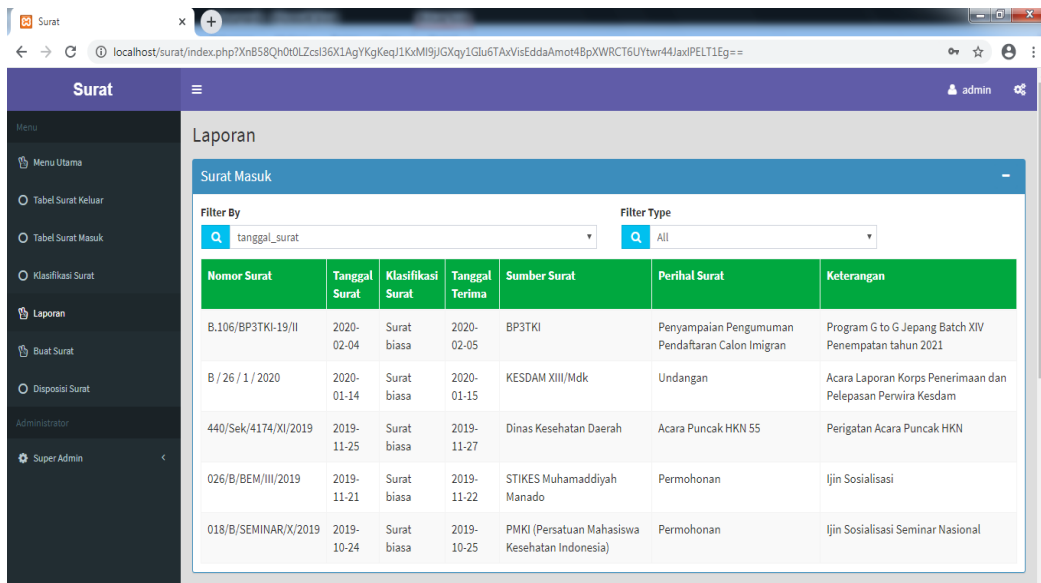 Surat
localhost/surat/index.php?XnB58Qh0t0LZcsl36X1AgYKgKeqJ1KxMI9jJGXqy1GIu6TAxVisEddaAmot4BpXWRCT6UYtwr44JaxIPELT1Eg==
Surat
admin
Menu
Menu Utama
Tabel Surat Keluar
Tabel Surat Masuk
Klasifikasi Surat
Laporan
Buat Surat
Disposisi Surat
Administrator
Super Admin
Laporan
Surat Masuk
Filter By
Filter Type
tanggal_surat
All
Nomor Surat
Tanggal
Surat
Klasifikasi
Surat
Tanggal
Terima
Sumber Surat
Perihal Surat
Keterangan
B.106/BP3TKI-19/II
2020-
02-04
Surat
biasa
2020-
02-05
BP3TKI
Penyampaian Pengumuman
Pendaftaran Calon Imigran
Program G to G Jepang Batch XIV
Penempatan tahun 2021
B / 26 / 1 / 2020
2020-
01-14
Surat
biasa
2020-
01-15
KESDAM XIII/Mdk
Undangan
Acara Laporan Korps Penerimaan dan
Pelepasan Perwira Kesdam
440/Sek/4174/XI/2019
2019-
11-25
Surat
biasa
2019-
11-27
Dinas Kesehatan Daerah
Acara Puncak HKN 55
Perigatan Acara Puncak HKN
026/B/BEM/III/2019
2019-
11-21
Surat
biasa
2019-
11-22
STIKES Muhamaddiyah
Manado
Permohonan
Ijin Sosialisasi
018/B/SEMINAR/X/2019
2019-
10-24
Surat
biasa
2019-
10-25
PMKI (Persatuan Mahasiswa
Kesehatan Indonesia)
Permohonan
Ijin Sosialisasi Seminar Nasional